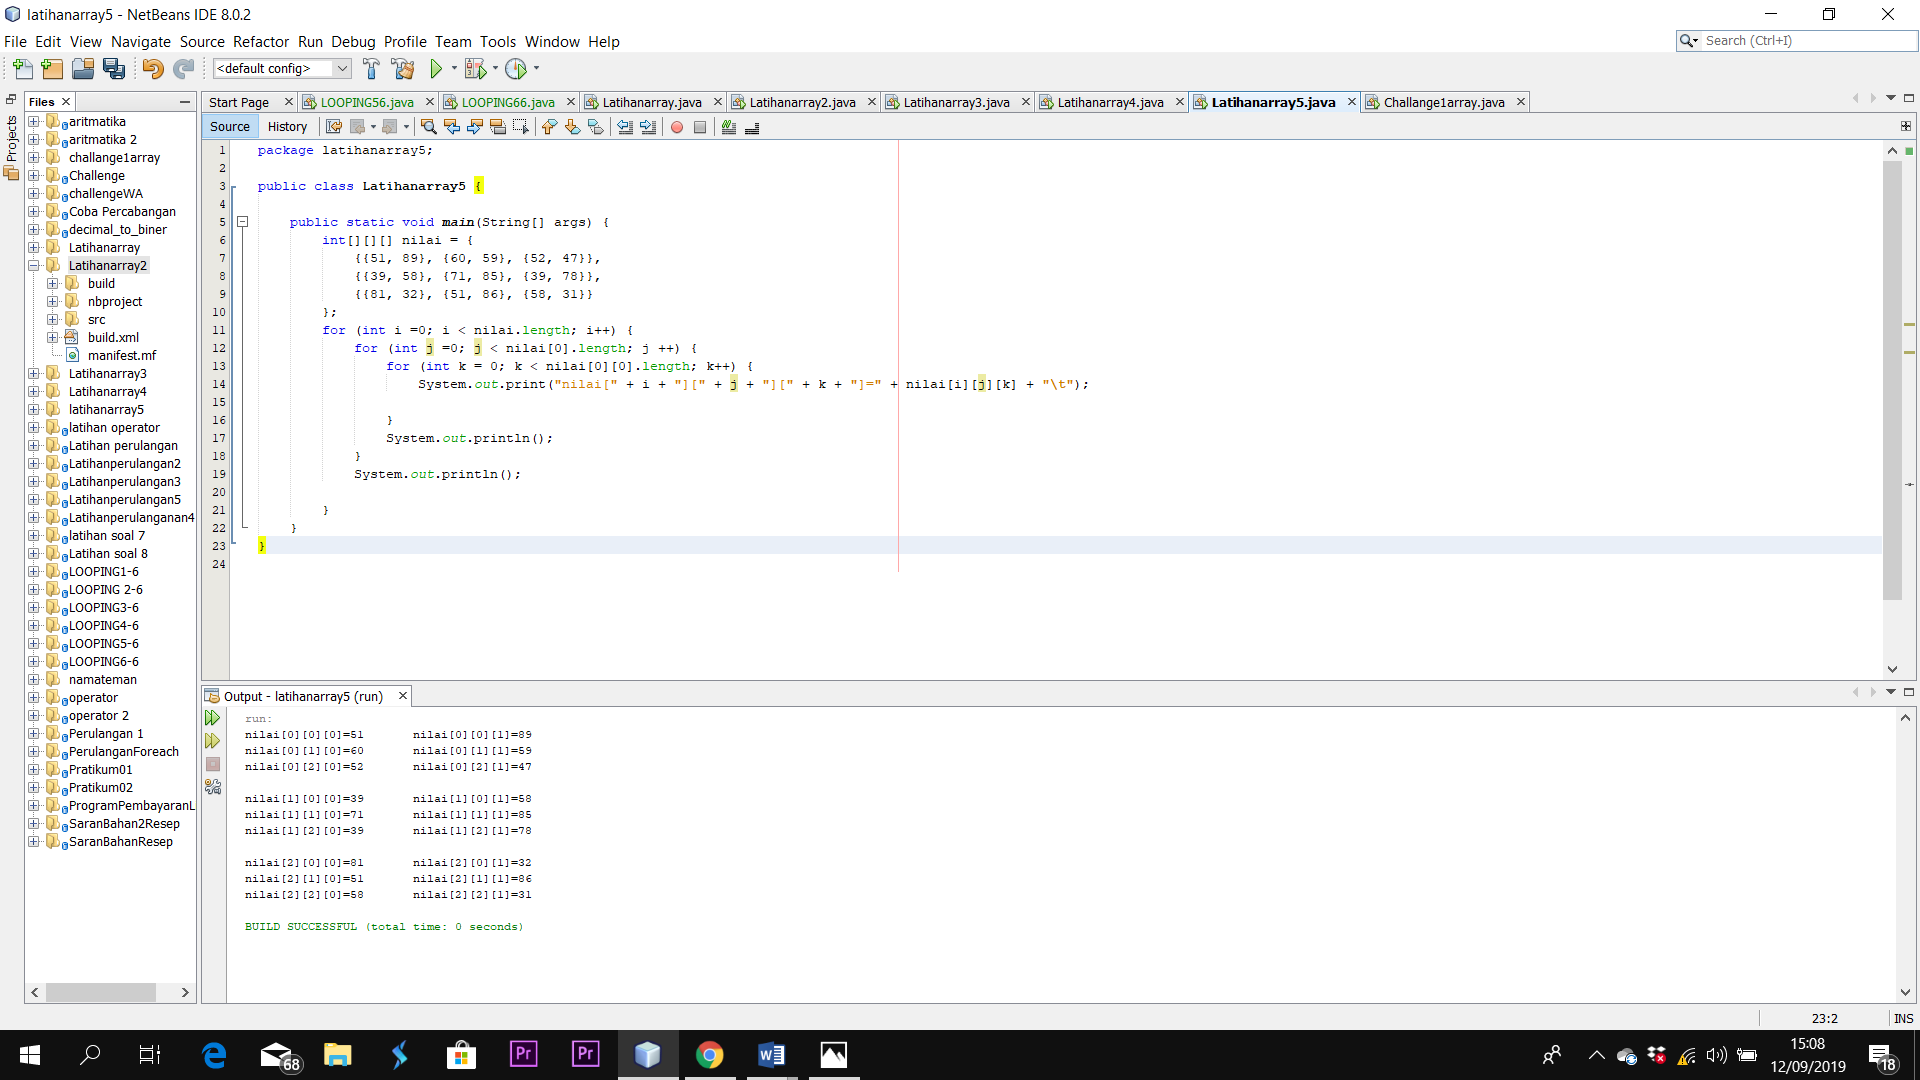 latihanarray5 - NetBeans IDE 8.0.2
File Edit View Navigate Source Refactor Run Debug Profile Team Tools Window Help
Search (Ctrl+I)
<default config>
Projects
Files
Start Page
LOOPING56.java
LOOPING66.java
Latihanarray.java
Latihanarray2.java
Latihanarray3.java
Latihanarray4.java
Latihanarray5.java
Challange1array.java
Source History
aritmatika
aritmatika 2
challange1array
Challenge
challengeWA
Coba Percabangan
decimal_to_biner
Latihanarray
Latihanarray2
build
nbproject
src
build.xml
manifest.mf
Latihanarray3
Latihanarray4
latihanarray5
latihan operator
Latihan perulangan
Latihanperulangan2
Latihanperulangan3
Latihanperulangan5
Latihanperulanganan4
latihan soal 7
Latihan soal 8
LOOPING1-6
LOOPING 2-6
LOOPING3-6
LOOPING4-6
LOOPING5-6
LOOPING6-6
namateman
operator
operator 2
Perulangan 1
PerulanganForeach
Pratikum01
Pratikum02
ProgramPembayaranL
SaranBahan2Resep
SaranBahanResep
1 package latihanarray5;
2
3 public class Latihanarray5 {
4
5 public static void main(String[] args) {
6 int[][][] nilai = {
7 {{51, 89}, {60, 59}, {52, 47}},
8 {{39, 58}, {71, 85}, {39, 78}},
9 {{81, 32}, {51, 86}, {58, 31}}
10 };
11 for (int i =0; i < nilai.length; i++) {
12 for (int j =0; j < nilai[0].length; j ++) {
13 for (int k = 0; k < nilai[0][0].length; k++) {
14 System.out.print("nilai[" + i + "][" + j + "][" + k + "]=" + nilai[i][j][k] + "\t");
15
16 }
17 System.out.println();
18 }
19 System.out.println();
20
21 }
22 }
23 }
24
Output - latihanarray5 (run)
run:
nilai[0][0][0]=51 nilai[0][0][1]=89
nilai[0][1][0]=60 nilai[0][1][1]=59
nilai[0][2][0]=52 nilai[0][2][1]=47
nilai[1][0][0]=39 nilai[1][0][1]=58
nilai[1][1][0]=71 nilai[1][1][1]=85
nilai[1][2][0]=39 nilai[1][2][1]=78
nilai[2][0][0]=81 nilai[2][0][1]=32
nilai[2][1][0]=51 nilai[2][1][1]=86
nilai[2][2][0]=58 nilai[2][2][1]=31
BUILD SUCCESSFUL (total time: 0 seconds)
23:2 INS
68
Pr
Pr
15:08
12/09/2019
18